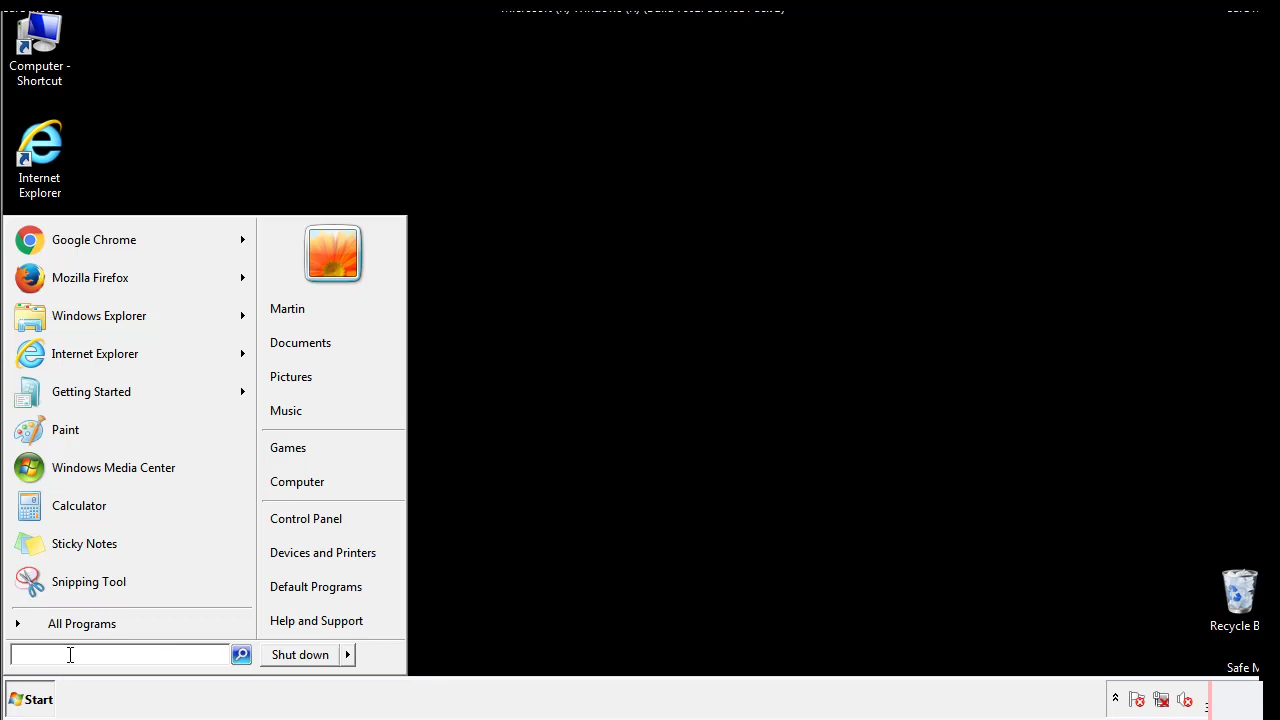 Computer -
Shortcut
Internet
Explorer
Google Chrome
Mozilla Firefox
Windows Explorer
Internet Explorer
Getting Started
Paint
Windows Media Center
Calculator
Sticky Notes
Snipping Tool
All Programs
Martin
Documents
Pictures
Music
Games
Computer
Control Panel
Devices and Printers
Default Programs
Help and Support
Shut down
Recycle B
Safe M
Start